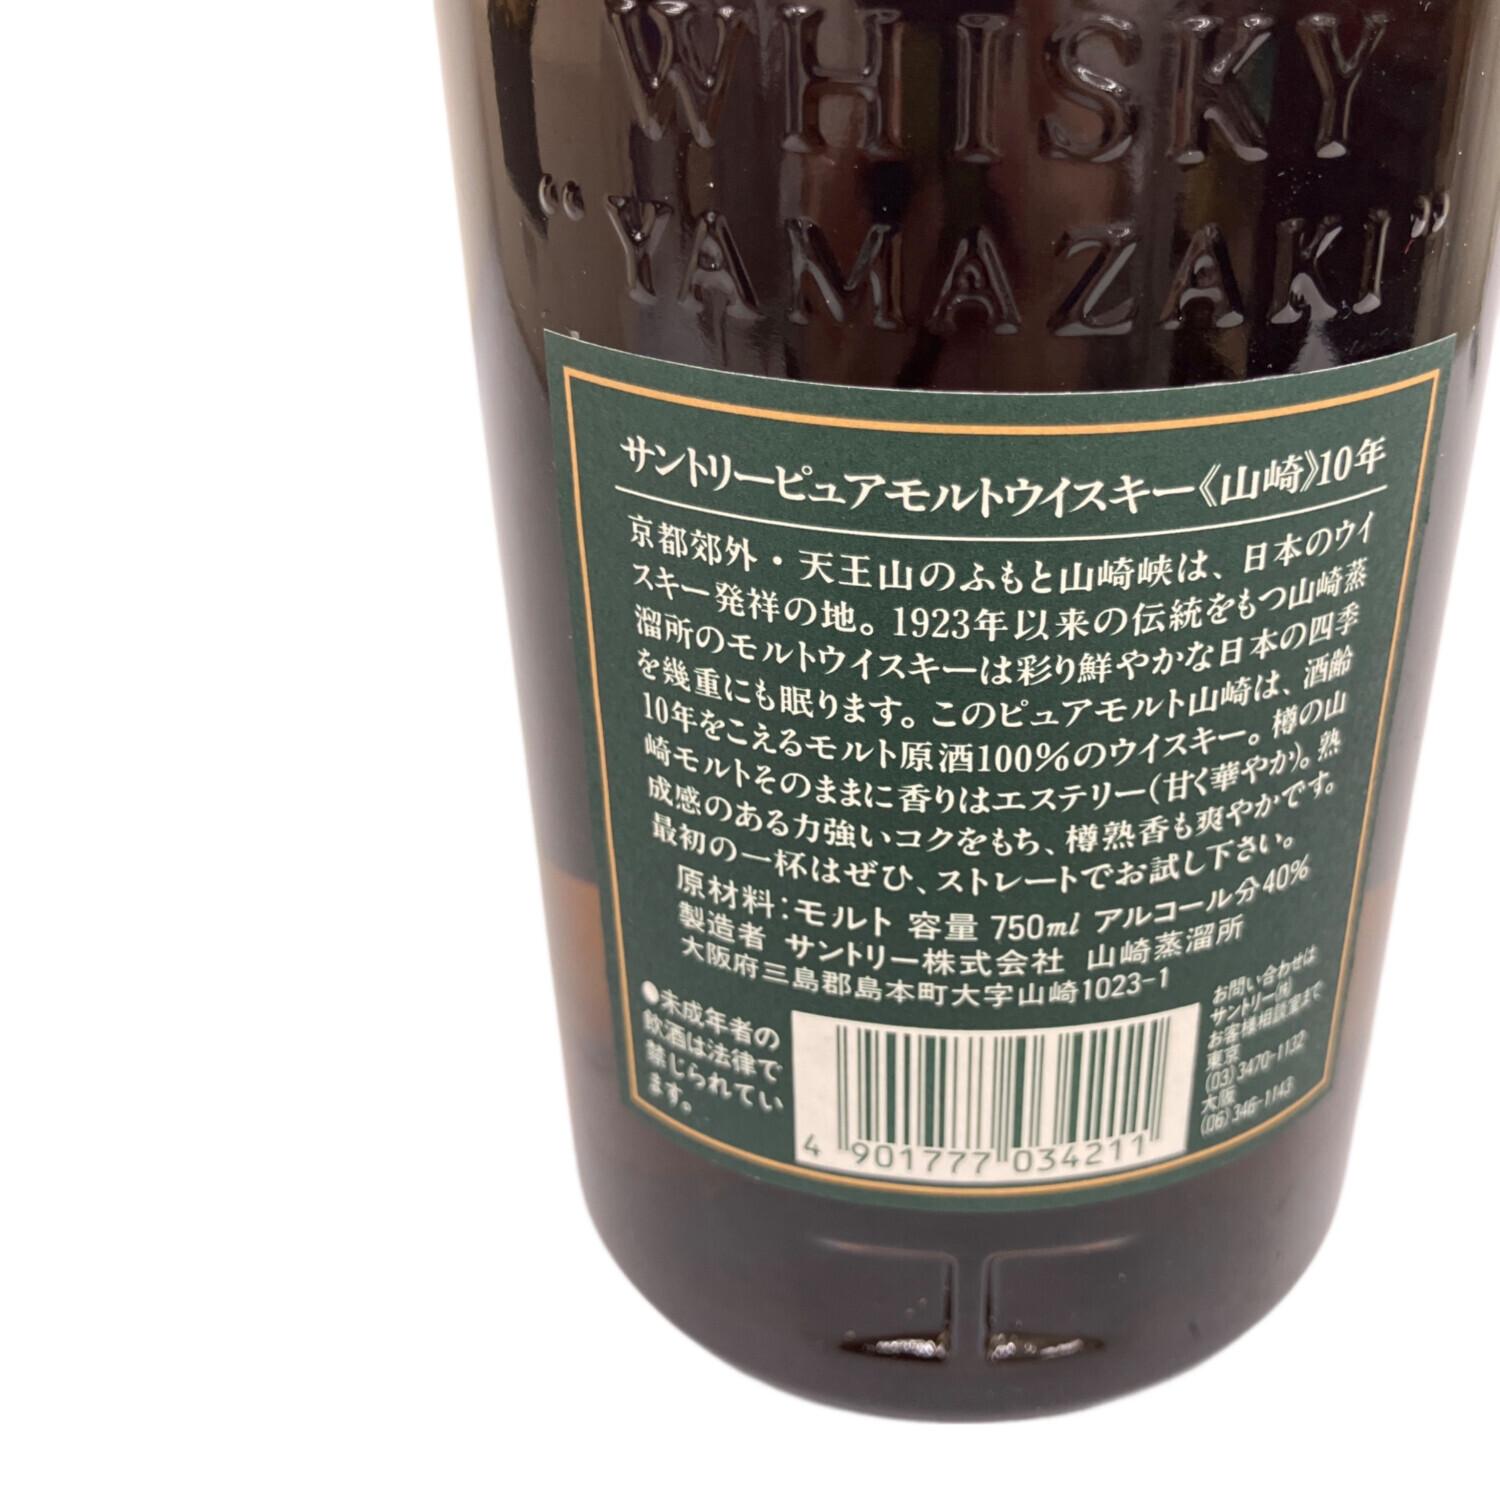 WHISKY
“YAMAZAKI”
サントリーピュアモルトウイスキー《山崎》10年
京都郊外・天王山のふもと山崎峡は、日本のウイ
スキー発祥の地。1923年以来の伝統をもつ山崎蒸
溜所のモルトウイスキーは彩り鮮やかな日本の四季
を幾重にも眠ります。このピュアモルト山崎は、酒齢
10年をこえるモルト原酒100%のウイスキー。樽の山
崎モルトそのままに香りはエステリー(甘く華やか)。熟
成感のある力強いコクをもち、樽熟香も爽やかです。
最初の一杯はぜひ、ストレートでお試し下さい。
原材料:モルト 容量 750ml アルコール分40%
製造者 サントリー株式会社 山崎蒸溜所
大阪府三島郡島本町大字山崎1023-1
●未成年者の
飲酒は法律で
禁じられてい
ます。
4 901777 034211
お問い合わせは
サントリー(株)
お客様相談室まで
東京
(03)3470-1132
大阪
(06)346-1143